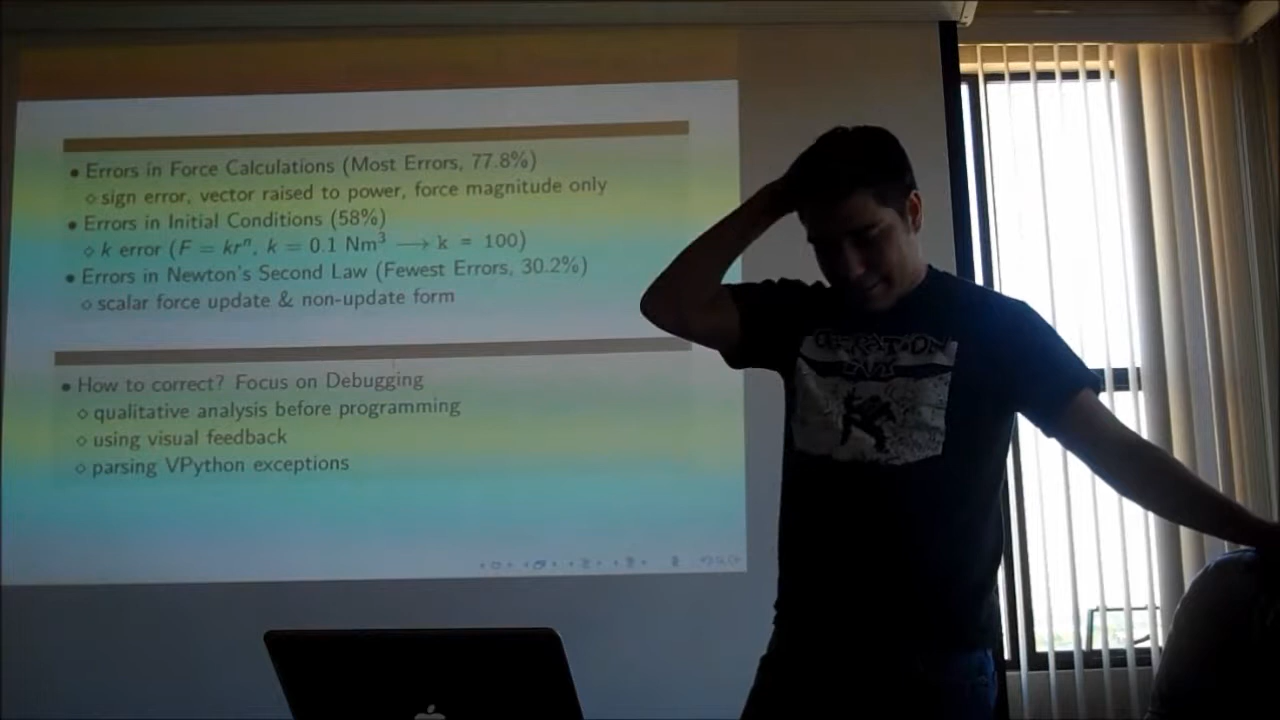 • Errors in Force Calculations (Most Errors, 77.8%)
⋄ sign error, vector raised to power, force magnitude only
• Errors in Initial Conditions (58%)
⋄ k error (F = krⁿ, k = 0.1 Nm³ ⟶ k = 100)
• Errors in Newton's Second Law (Fewest Errors, 30.2%)
⋄ scalar force update & non-update form
• How to correct? Focus on Debugging
⋄ qualitative analysis before programming
⋄ using visual feedback
⋄ parsing VPython exceptions
OPERATION
IVY